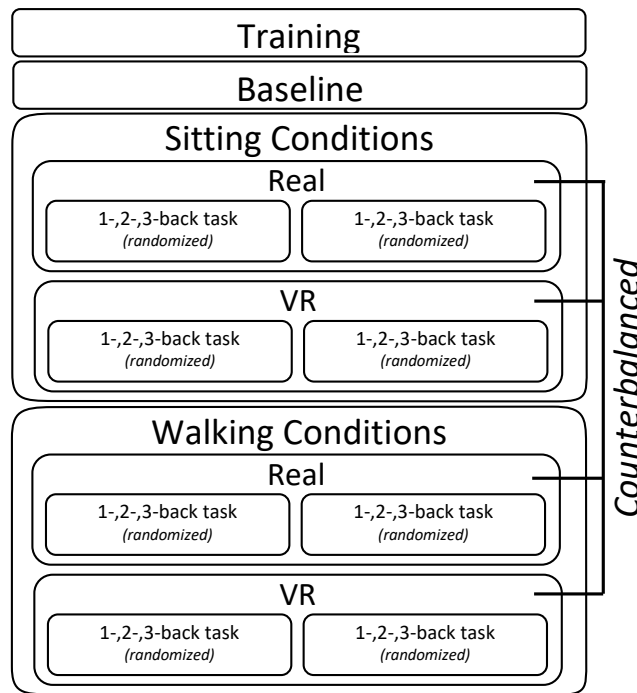 Training
Baseline
Sitting Conditions
Real
1-,2-,3-back task
(randomized)
1-,2-,3-back task
(randomized)
VR
1-,2-,3-back task
(randomized)
1-,2-,3-back task
(randomized)
Walking Conditions
Real
1-,2-,3-back task
(randomized)
1-,2-,3-back task
(randomized)
VR
1-,2-,3-back task
(randomized)
1-,2-,3-back task
(randomized)
Counterbalanced